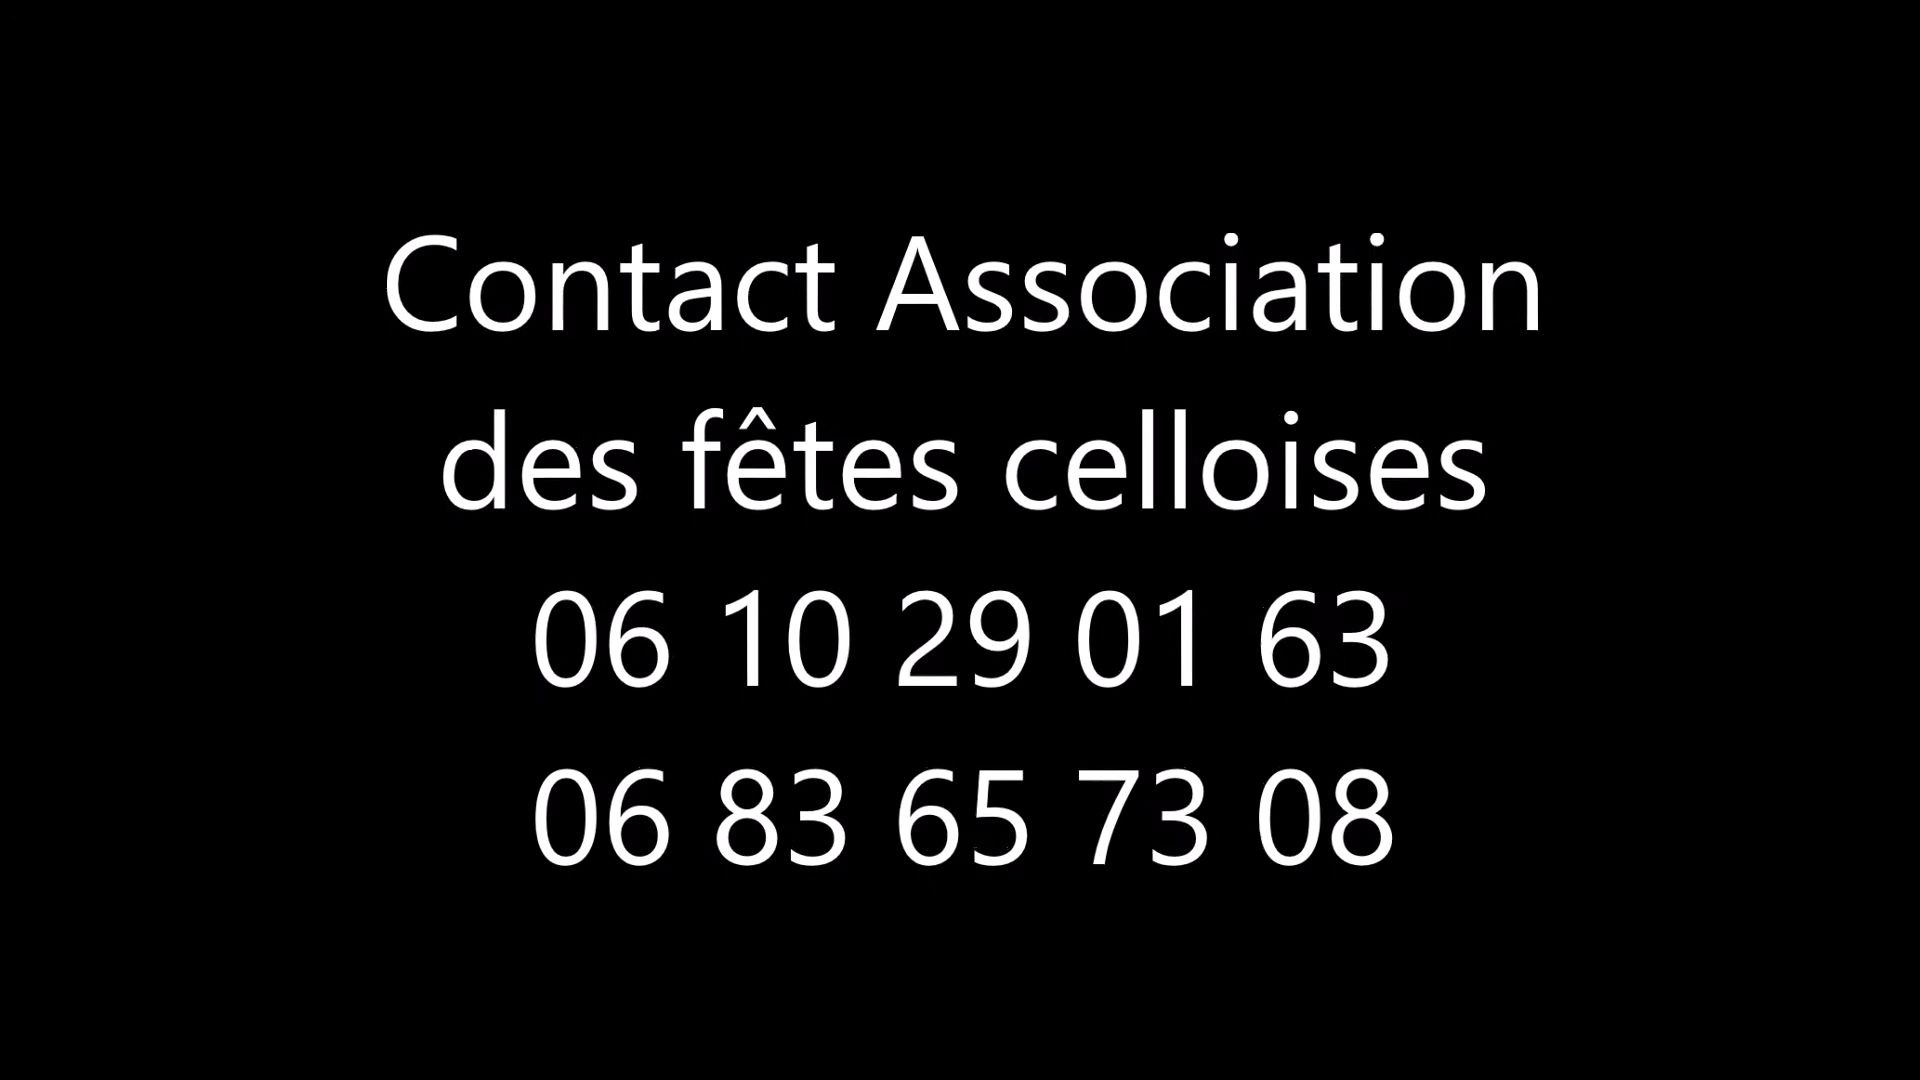 Contact Association
des fêtes celloises
06 10 29 01 63
06 83 65 73 08